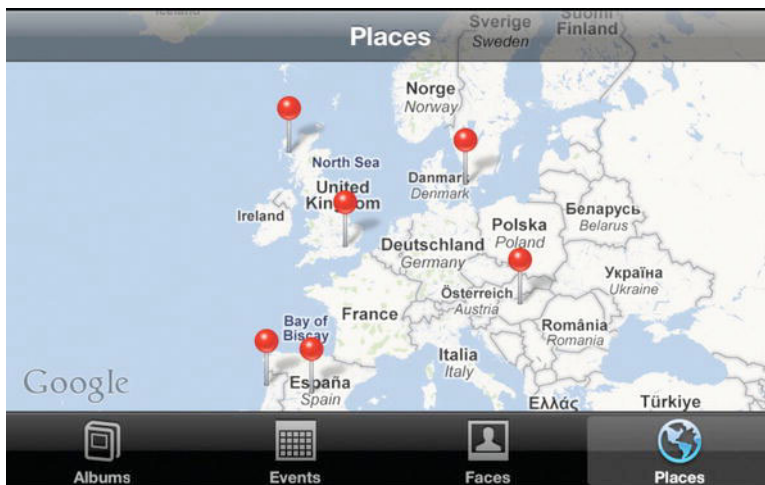 Iceland
Sverige
Sweden
Suomi
Finland
Places
Norge
Norway
North Sea
Danmark
Denmark
United
Kingdom
Ireland
Беларусь
Belarus
Polska
Poland
Deutschland
Germany
Україна
Ukraine
Österreich
Austria
France
România
Romania
Bay of
Biscay
Italia
Italy
Google
España
Spain
Ελλάς
Türkiye
Albums
Events
Faces
Places